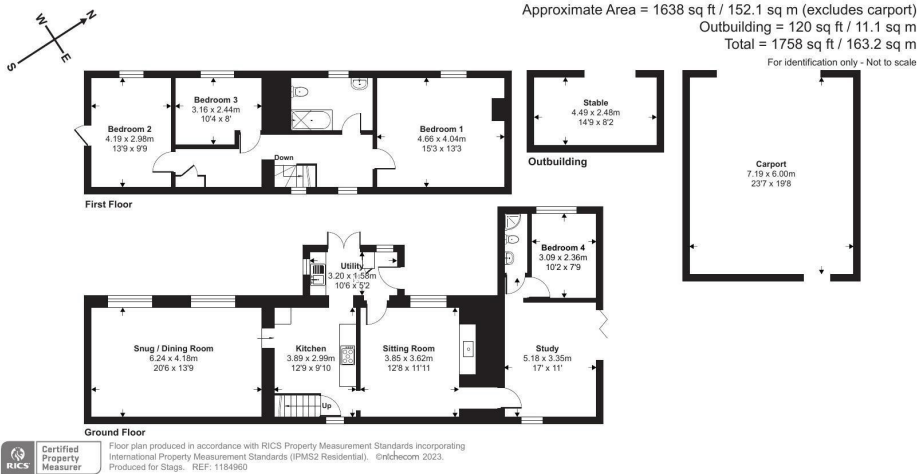 Approximate Area = 1638 sq ft / 152.1 sq m (excludes carport)
Outbuilding = 120 sq ft / 11.1 sq m
Total = 1758 sq ft / 163.2 sq m
For identification only - Not to scale
W
N
S
E
Bedroom 2
4.19 x 2.98m
13'9 x 9'9
Bedroom 3
3.16 x 2.44m
10'4 x 8'
Down
Bedroom 1
4.66 x 4.04m
15'3 x 13'3
First Floor
Stable
4.49 x 2.48m
14'9 x 8'2
Outbuilding
Carport
7.19 x 6.00m
23'7 x 19'8
Utility
3.20 x 1.58m
10'6 x 5'2
Bedroom 4
3.09 x 2.36m
10'2 x 7'9
Snug / Dining Room
6.24 x 4.18m
20'6 x 13'9
Kitchen
3.89 x 2.99m
12'9 x 9'10
Up
Sitting Room
3.85 x 3.62m
12'8 x 11'11
Study
5.18 x 3.35m
17' x 11'
Ground Floor
RICS
Certified
Property
Measurer
Floor plan produced in accordance with RICS Property Measurement Standards incorporating
International Property Measurement Standards (IPMS2 Residential). ©nichecom 2023.
Produced for Stags. REF: 1184960